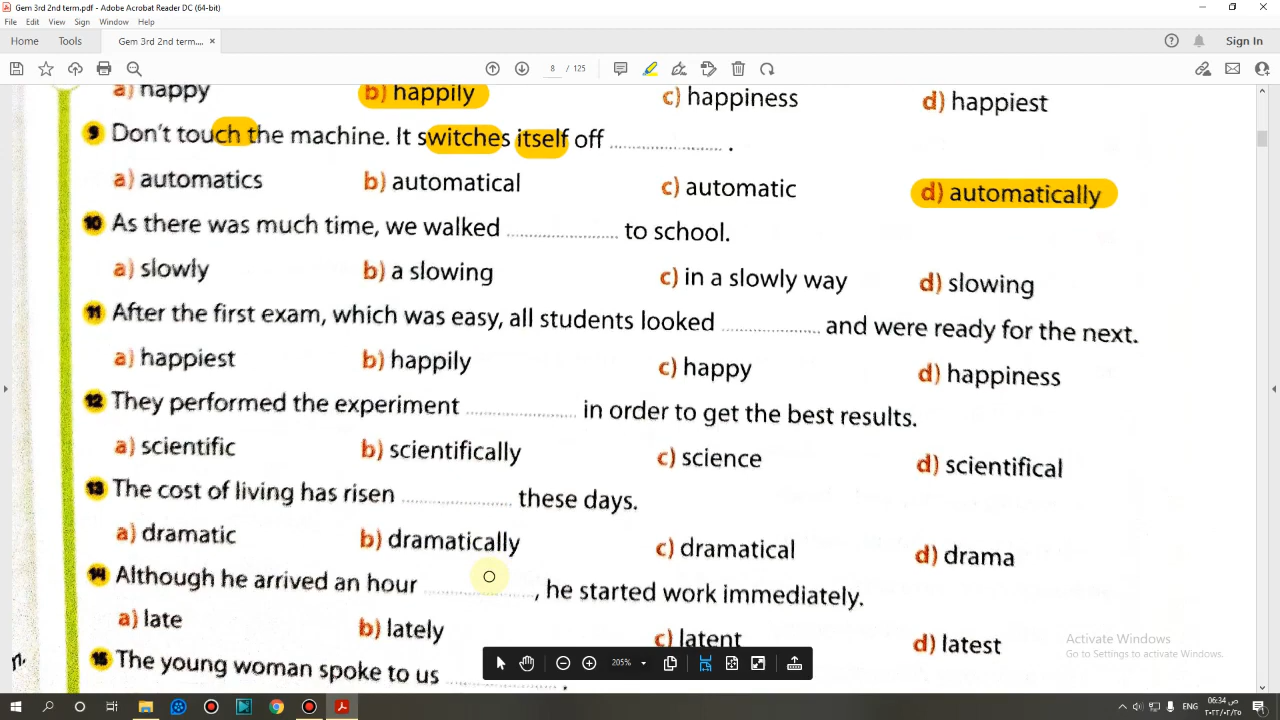 Gem 3rd 2nd term.pdf - Adobe Acrobat Reader DC (64-bit)
File Edit View Sign Window Help
Home Tools Gem 3rd 2nd term.... × Sign In
8 / 125
a) happy b) happily c) happiness d) happiest
9 Don't touch the machine. It switches itself off .................... .
a) automatics b) automatical c) automatic d) automatically
10 As there was much time, we walked .................... to school.
a) slowly b) a slowing c) in a slowly way d) slowing
11 After the first exam, which was easy, all students looked .................... and were ready for the next.
a) happiest b) happily c) happy d) happiness
12 They performed the experiment .................... in order to get the best results.
a) scientific b) scientifically c) science d) scientifical
13 The cost of living has risen .................... these days.
a) dramatic b) dramatically c) dramatical d) drama
14 Although he arrived an hour .................... , he started work immediately.
a) late b) lately c) latent d) latest
15 The young woman spoke to us .................... .
205%
Activate Windows
Go to Settings to activate Windows.
ENG
06:34 ص